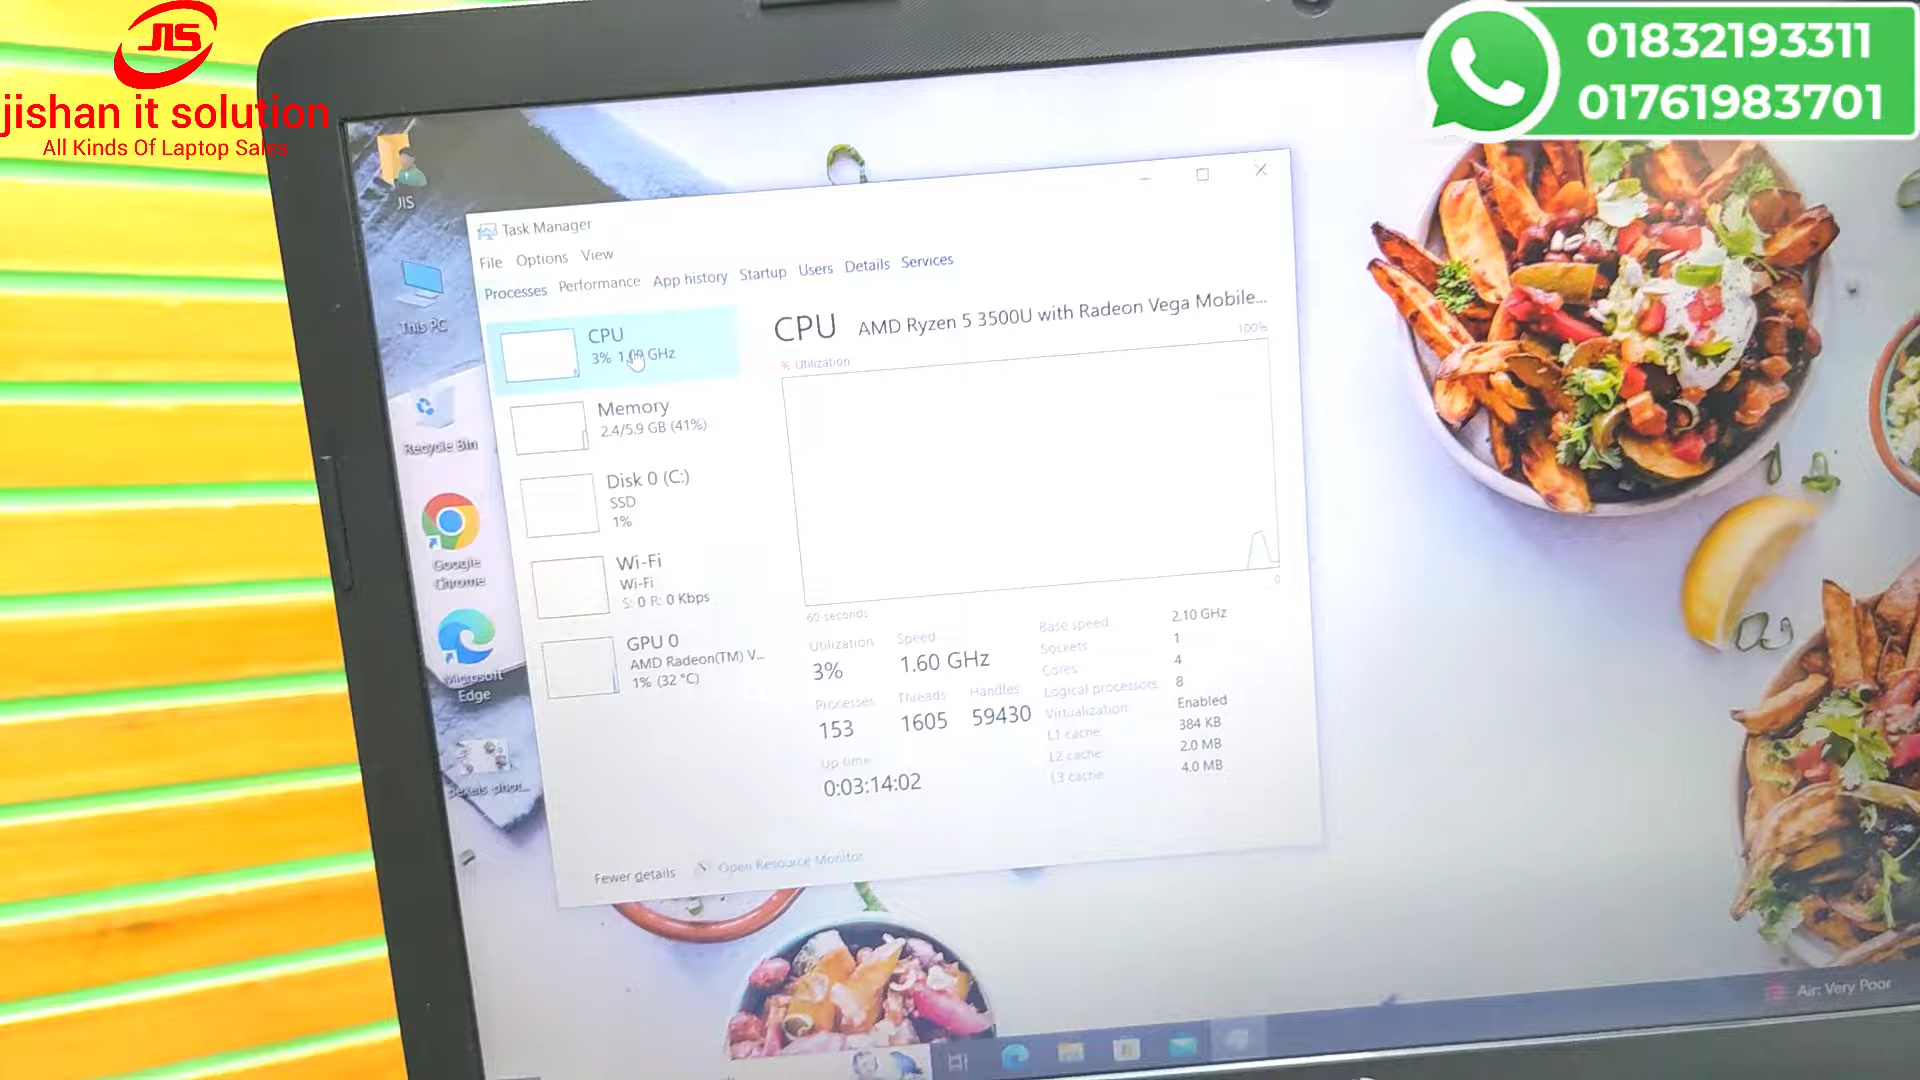 JIS
jishan it solution
All Kinds Of Laptop Sales
01832193311
01761983701
JIS
This PC
Recycle Bin
Google
Chrome
Microsoft
Edge
Task Manager
File Options View
Processes Performance App history Startup Users Details Services
CPU
3% GHz
Memory
2.4/5.9 GB (41%)
Disk 0 (C:)
SSD
1%
Wi-Fi
Wi-Fi
S: 0 R: 0 Kbps
GPU 0
AMD Radeon(TM) V...
1% (32 °C)
CPU AMD Ryzen 5 3500U with Radeon Vega Mobile...
% Utilization 100%
60 seconds 0
Utilization Speed
3% 1.60 GHz
Processes Threads Handles
153 1605 59430
Up time
0:03:14:02
Base speed: 2.10 GHz
Sockets: 1
Cores: 4
Logical processors: 8
Virtualization: Enabled
L1 cache: 384 KB
L2 cache: 2.0 MB
L3 cache: 4.0 MB
Fewer details Open Resource Monitor
Air: Very Poor